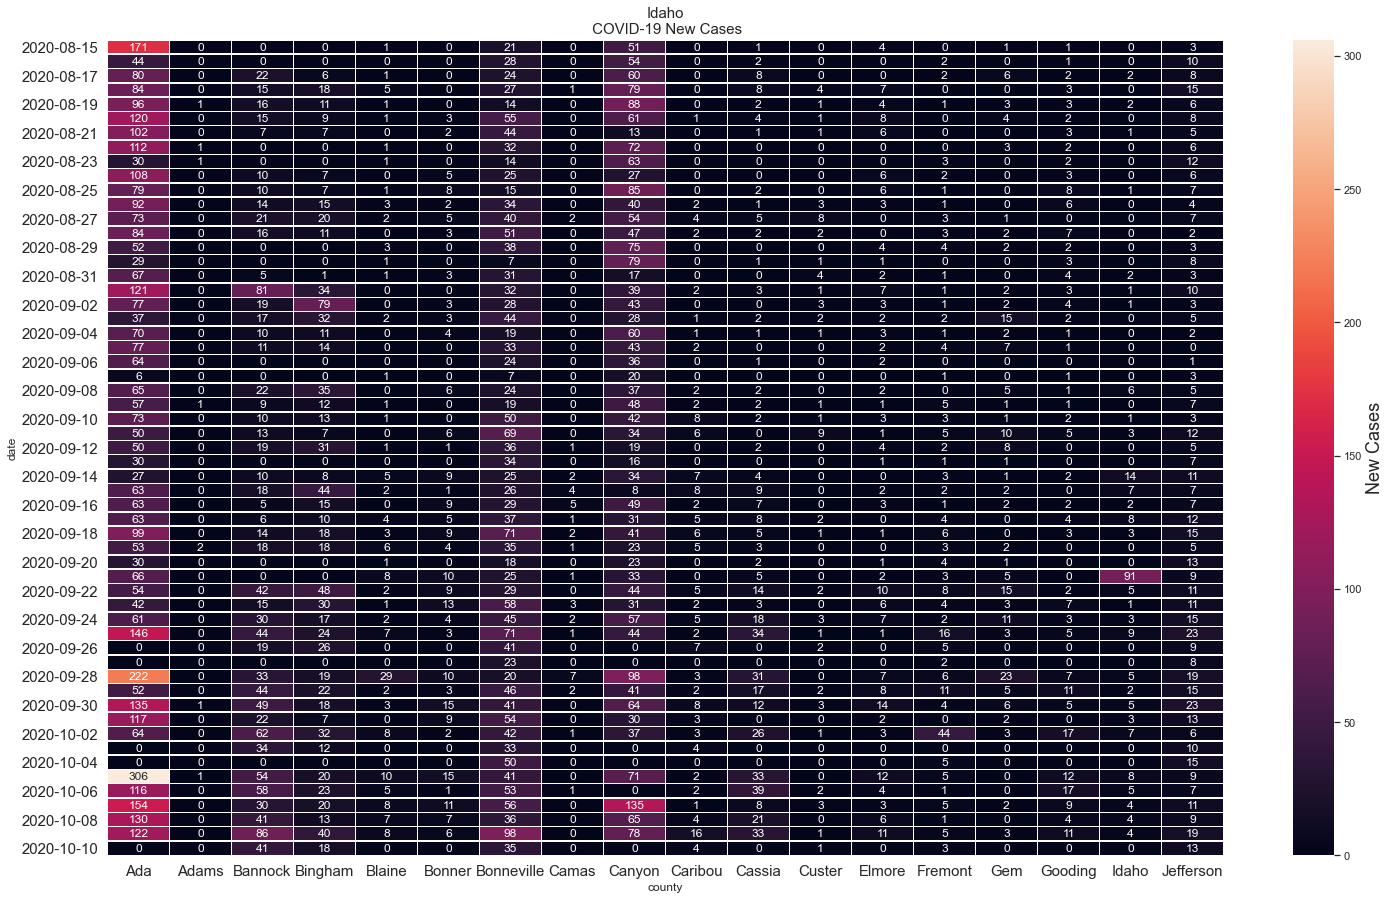 Idaho
COVID-19 New Cases
2020-08-15 171 0 0 0 1 0 21 0 51 0 1 0 4 0 1 1 0 3
44 0 0 0 0 0 28 0 54 0 2 0 0 2 0 1 0 10
2020-08-17 80 0 22 6 1 0 24 0 60 0 8 0 0 2 6 2 2 8
84 0 15 18 5 0 27 1 79 0 8 4 7 0 0 3 0 15
2020-08-19 96 1 16 11 1 0 14 0 88 0 2 1 4 1 3 3 2 6
120 0 15 9 1 3 55 0 61 1 4 1 8 0 4 2 0 8
2020-08-21 102 0 7 7 0 2 44 0 13 0 1 1 6 0 0 3 1 5
112 1 0 0 1 0 32 0 72 0 0 0 0 0 3 2 0 6
2020-08-23 30 1 0 0 1 0 14 0 63 0 0 0 0 3 0 2 0 12
108 0 10 7 0 5 25 0 27 0 0 0 6 2 0 3 0 6
2020-08-25 79 0 10 7 1 8 15 0 85 0 2 0 6 1 0 8 1 7
92 0 14 15 3 2 34 0 40 2 1 3 3 1 0 6 0 4
2020-08-27 73 0 21 20 2 5 40 2 54 4 5 8 0 3 1 0 0 7
84 0 16 11 0 3 51 0 47 2 2 2 0 3 2 7 0 2
2020-08-29 52 0 0 0 3 0 38 0 75 0 0 0 4 4 2 2 0 3
29 0 0 0 1 0 7 0 79 0 1 1 1 0 0 3 0 8
2020-08-31 67 0 5 1 1 3 31 0 17 0 0 4 2 1 0 4 2 3
121 0 81 34 0 0 32 0 39 2 3 1 7 1 2 3 1 10
2020-09-02 77 0 19 79 0 3 28 0 43 0 0 3 3 1 2 4 1 3
37 0 17 32 2 3 44 0 28 1 2 2 2 2 15 2 0 5
2020-09-04 70 0 10 11 0 4 19 0 60 1 1 1 3 1 2 1 0 2
77 0 11 14 0 0 33 0 43 2 0 0 2 4 7 1 0 0
2020-09-06 64 0 0 0 0 0 24 0 36 0 1 0 2 0 0 0 0 1
6 0 0 0 1 0 7 0 20 0 0 0 0 1 0 1 0 3
2020-09-08 65 0 22 35 0 6 24 0 37 2 2 0 2 0 5 1 6 5
57 1 9 12 1 0 19 0 48 2 2 1 1 5 1 1 0 7
2020-09-10 73 0 10 13 1 0 50 0 42 8 2 1 3 3 1 2 1 3
50 0 13 7 0 6 69 0 34 6 0 9 1 5 10 5 3 12
2020-09-12 50 0 19 31 1 1 36 1 19 0 2 0 4 2 8 0 0 5
30 0 0 0 0 0 34 0 16 0 0 0 1 1 1 0 0 7
2020-09-14 27 0 10 8 5 9 25 2 34 7 4 0 0 3 1 2 14 11
63 0 18 44 2 1 26 4 8 8 9 0 2 2 2 0 7 7
2020-09-16 63 0 5 15 0 9 29 5 49 2 7 0 3 1 2 2 2 7
63 0 6 10 4 5 37 1 31 5 8 2 0 4 0 4 8 12
2020-09-18 99 0 14 18 3 9 71 2 41 6 5 1 1 6 0 3 3 15
53 2 18 18 6 4 35 1 23 5 3 0 0 3 2 0 0 5
2020-09-20 30 0 0 0 1 0 18 0 23 0 2 0 1 4 1 0 0 13
66 0 0 0 8 10 25 1 33 0 5 0 2 3 5 0 91 9
2020-09-22 54 0 42 48 2 9 29 0 44 5 14 2 10 8 15 2 5 11
42 0 15 30 1 13 58 3 31 2 3 0 6 4 3 7 1 11
2020-09-24 61 0 30 17 2 4 45 2 57 5 18 3 7 2 11 3 3 15
146 0 44 24 7 3 71 1 44 2 34 1 1 16 3 5 9 23
2020-09-26 0 0 19 26 0 0 41 0 0 7 0 2 0 5 0 0 0 9
0 0 0 0 0 0 23 0 0 0 0 0 0 2 0 0 0 8
2020-09-28 222 0 33 19 29 10 20 7 98 3 31 0 7 6 23 7 5 19
52 0 44 22 2 3 46 2 41 2 17 2 8 11 5 11 2 15
2020-09-30 135 1 49 18 3 15 41 0 64 8 12 3 14 4 6 5 5 23
117 0 22 7 0 9 54 0 30 3 0 0 2 0 2 0 3 13
2020-10-02 64 0 62 32 8 2 42 1 37 3 26 1 3 44 3 17 7 6
0 0 34 12 0 0 33 0 0 4 0 0 0 0 0 0 0 10
2020-10-04 0 0 0 0 0 0 50 0 0 0 0 0 0 5 0 0 0 15
306 1 54 20 10 15 41 0 71 2 33 0 12 5 0 12 8 9
2020-10-06 116 0 58 23 5 1 53 1 0 2 39 2 4 1 0 17 5 7
154 0 30 20 8 11 56 0 135 1 8 3 3 5 2 9 4 11
2020-10-08 130 0 41 13 7 7 36 0 65 4 21 0 6 1 0 4 4 9
122 0 86 40 8 6 98 0 78 16 33 1 11 5 3 11 4 19
2020-10-10 0 0 41 18 0 0 35 0 0 4 0 1 0 3 0 0 0 13
Ada Adams Bannock Bingham Blaine Bonner Bonneville Camas Canyon Caribou Cassia Custer Elmore Fremont Gem Gooding Idaho Jefferson
county
date
300
250
200
150
100
50
0
New Cases